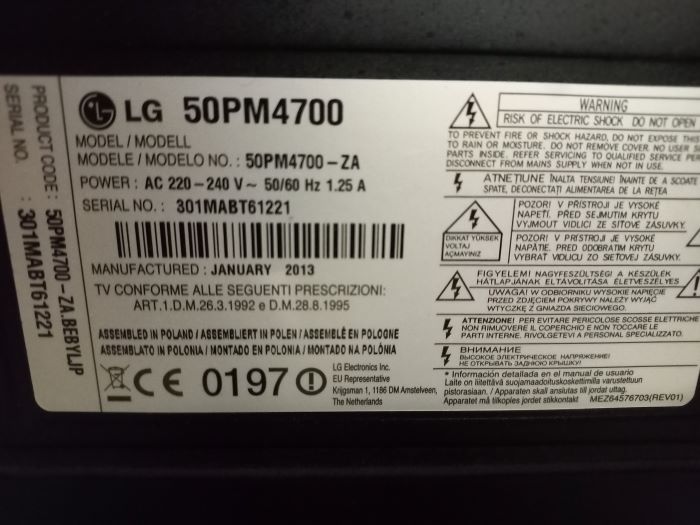 PRODUCT CODE : 50PM4700-ZA.BEBYLJP
SERIAL NO. : 301MABT61221
LG 50PM4700
MODEL / MODELL
MODELE / MODELO NO. : 50PM4700-ZA
POWER : AC 220-240 V~ 50/60 Hz 1.25 A
SERIAL NO. : 301MABT61221
MANUFACTURED : JANUARY 2013
TV CONFORME ALLE SEGUENTI PRESCRIZIONI:
ART.1.D.M.26.3.1992 e D.M.28.8.1995
ASSEMBLED IN POLAND / ASSEMBLIERT IN POLEN / ASSEMBLÉ EN POLOGNE
ASSEMBLATO IN POLONIA / MONTADO EN POLONIA / MONTADO NA POLÓNIA
CE 0197
LG Electronics Inc.
EU Representative
Krijgsman 1, 1186 DM Amstelveen,
The Netherlands
WARNING
RISK OF ELECTRIC SHOCK DO NOT OPEN
TO PREVENT FIRE OR SHOCK HAZARD, DO NOT EXPOSE THIS
TO RAIN OR MOISTURE. DO NOT REMOVE COVER. NO USER S
PARTS INSIDE. REFER SERVICING TO QUALIFIED SERVICE PER
DISCONNECT FROM MAINS SUPPLY WHEN NOT IN USE.
ATNEŢIUNE ÎNALTA TENSIUNE! ÎNAINTE DE A SCOATE
SPATE, DECONECTAŢI ALIMENTAREA DE LA REŢEA
DIKKAT YÜKSEK
VOLTAJ
AÇMAYINIZ
POZOR! V PŘÍSTROJI JE VYSOKÉ
NAPĚTÍ. PŘED SEJMUTIM KRYTU
VYJMOUT VIDLICI ZE SÍŤOVÉ ZÁSUVKY.
POZOR! V PRÍSTROJI JE VYSOKÉ
NAPÄTIE. PRED ODOBRATIM KRYTU
VYBRAT VIDLICU ZO SIEŤOVEJ ZÁSUVKY.
FIGYELEM! NAGYFESZÜLTSÉG! A KÉSZÜLÉK
HÁTLAPJÁNAK ELTÁVOLÍTÁSA ÉLETVESZÉLYES
UWAGA! W ODBIORNIKU WYSOKIE NAPIĘCIE
PRZED ZDJĘCIEM POKRYWY NALEŻY WYJĄĆ
WTYCZKĘ Z GNIAZDA SIECIOWEGO.
ATTENZIONE! PER EVITARE PERICOLOSE SCOSSE ELETTRICHE
NON RIMUOVERE IL COPERCHIO E NON TOCCARE LE
PARTI INTERNE. RIVOLGETEVI A PERSONALE SPECIALIZZATO.
ВНИМАНИЕ
ВЫСОКОЕ ЭЛЕКТРИЧЕСКОЕ НАПРЯЖЕНИЕ!
НЕ ОТКРЫВАТЬ ЗАДНЮЮ КРЫШКУ!
* Información detallada en el manual de usuario
Laite on liitettävä suojamaadoituskoskettimilla varustettuun
pistorasiaan. / Apparaten skall anslutas till jordat uttag.
Apparatet må tilkoples jordet stikkontakt MEZ64576703(REV01)